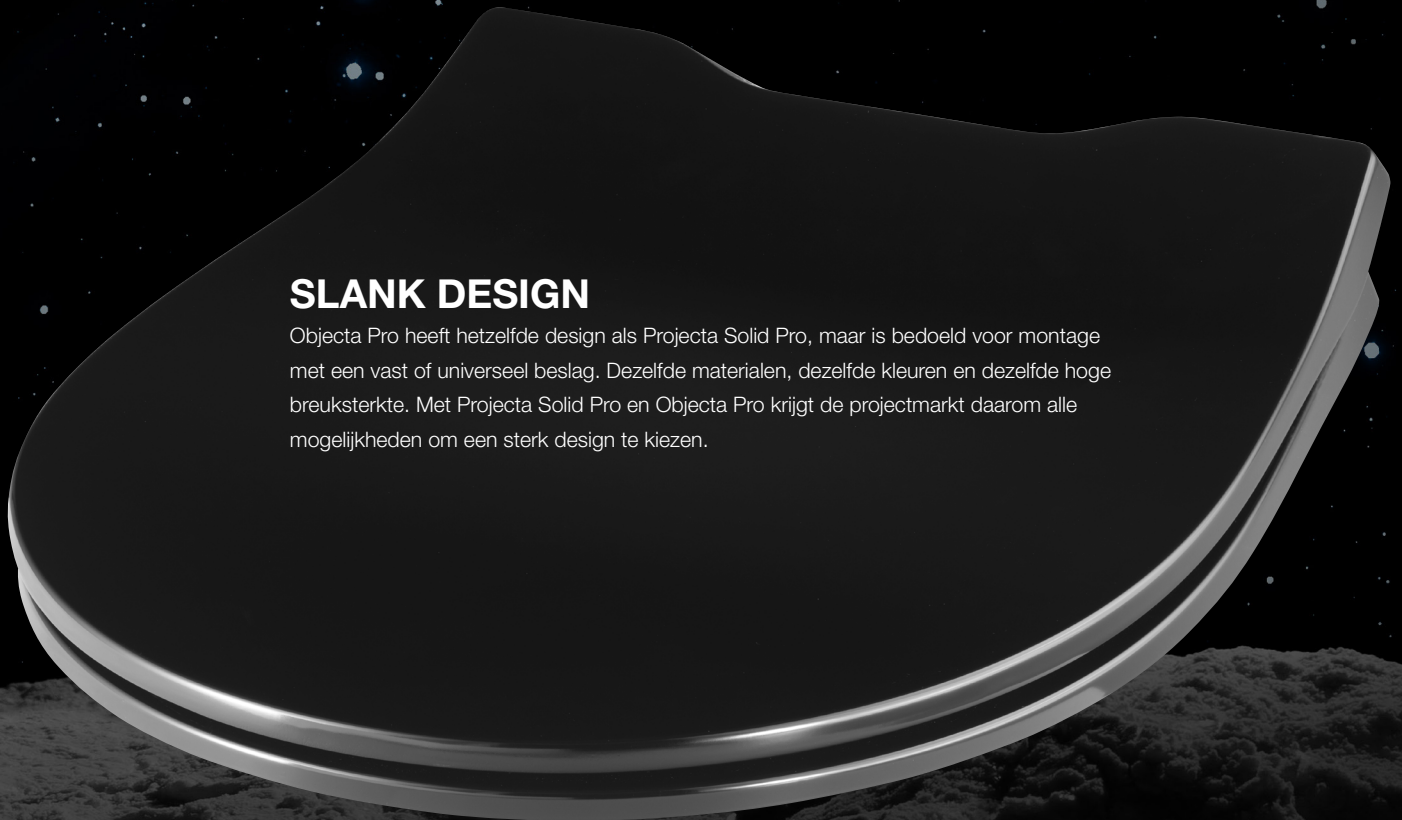 SLANK DESIGN
Objecta Pro heeft hetzelfde design als Projecta Solid Pro, maar is bedoeld voor montage
met een vast of universeel beslag. Dezelfde materialen, dezelfde kleuren en dezelfde hoge
breuksterkte. Met Projecta Solid Pro en Objecta Pro krijgt de projectmarkt daarom alle
mogelijkheden om een sterk design te kiezen.